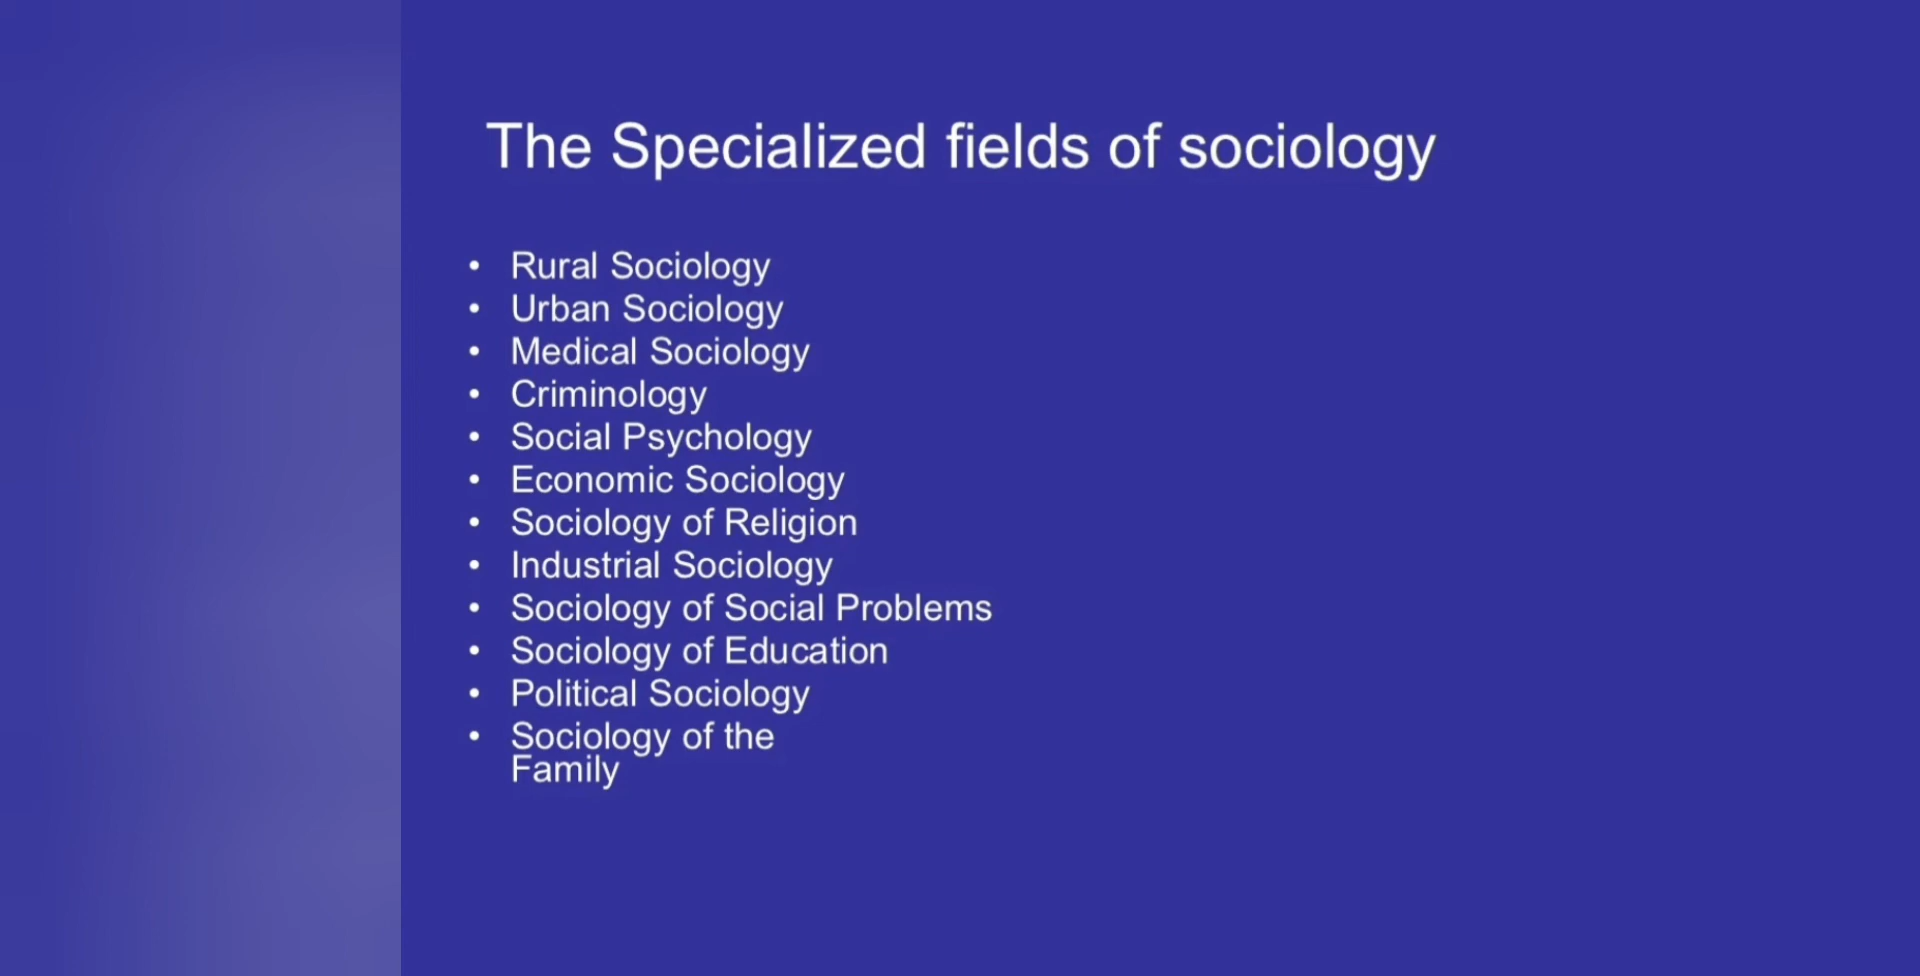 The Specialized fields of sociology
• Rural Sociology
• Urban Sociology
• Medical Sociology
• Criminology
• Social Psychology
• Economic Sociology
• Sociology of Religion
• Industrial Sociology
• Sociology of Social Problems
• Sociology of Education
• Political Sociology
• Sociology of the
Family